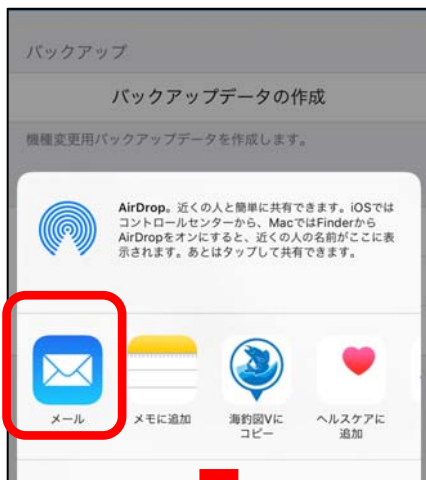 バックアップ
バックアップデータの作成
機種変更用バックアップデータを作成します。
AirDrop。近くの人と簡単に共有できます。iOSでは
コントロールセンターから、MacではFinderから
AirDropをオンにすると、近くの人の名前がここに表
示されます。あとはタップして共有できます。
メール
メモに追加
海釣図Vに
コピー
ヘルスケアに
追加